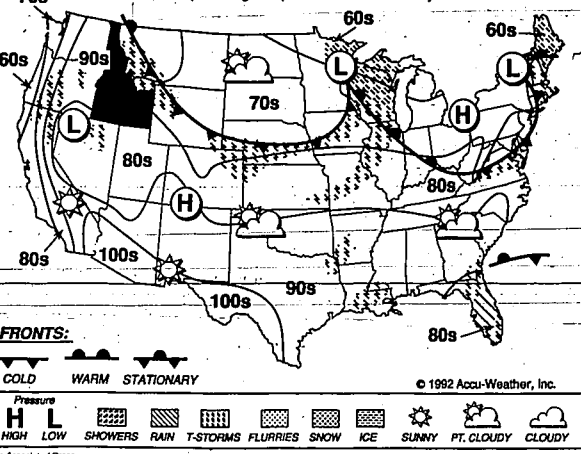 60s
60s
60s
90s
L
L
70s
H
L
80s
80s
H
80s
100s
90s
100s
80s
FRONTS:
COLD WARM STATIONARY
© 1992 Accu-Weather, Inc.
Pressure
H L
HIGH LOW SHOWERS RAIN T-STORMS FLURRIES SNOW ICE SUNNY PT. CLOUDY CLOUDY